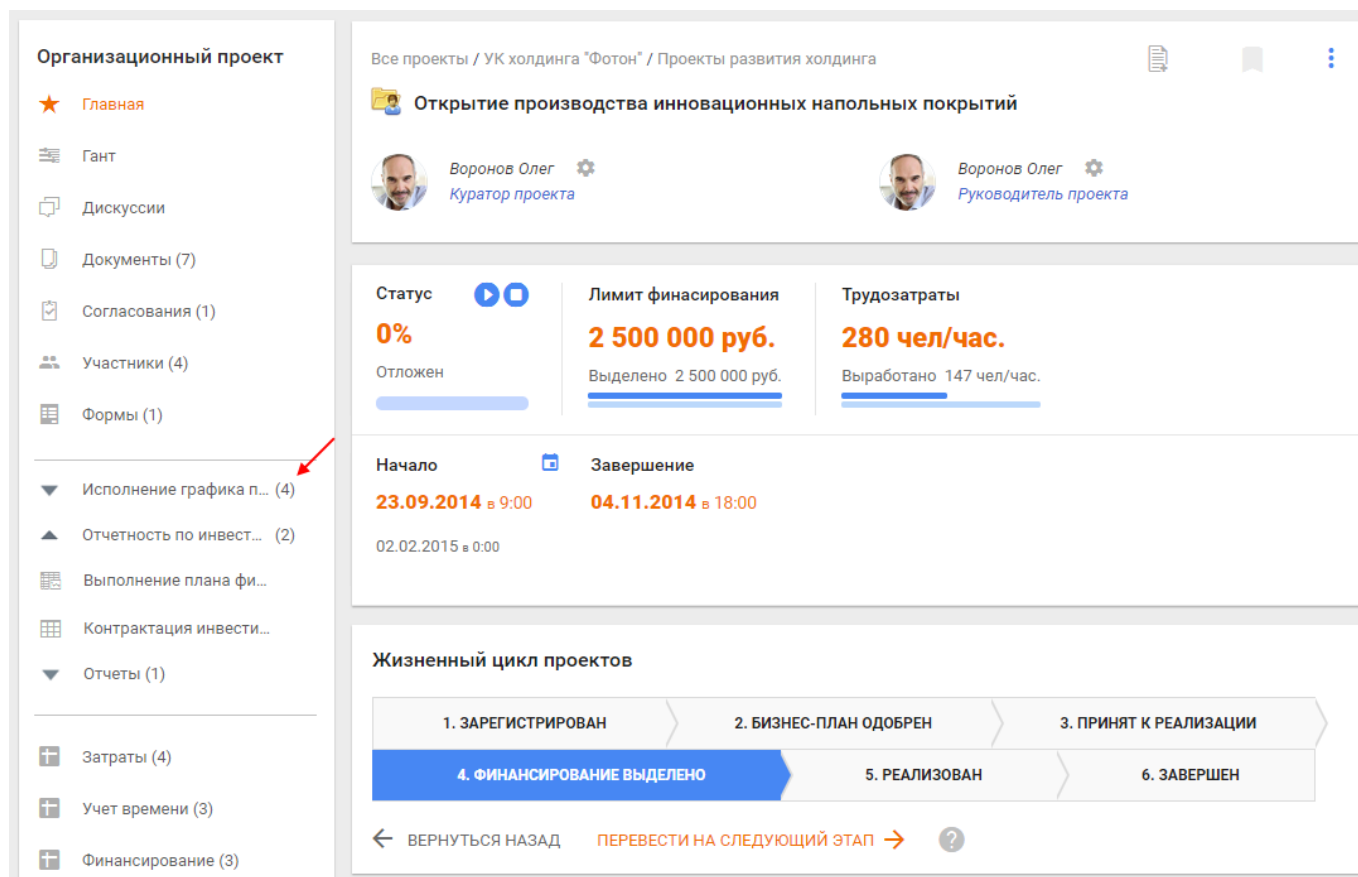 Организационный проект
Главная
Гант
Дискуссии
Документы (7)
Согласования (1)
Участники (4)
Формы (1)
Исполнение графика п... (4)
Отчетность по инвест... (2)
Выполнение плана фи...
Контрактация инвести...
Отчеты (1)
Затраты (4)
Учет времени (3)
Финансирование (3)
Все проекты / УК холдинга "Фотон" / Проекты развития холдинга
Открытие производства инновационных напольных покрытий
Воронов Олег
Куратор проекта
Воронов Олег
Руководитель проекта
Статус
0%
Отложен
Лимит финасирования
2 500 000 руб.
Выделено 2 500 000 руб.
Трудозатраты
280 чел/час.
Выработано 147 чел/час.
Начало
23.09.2014 в 9:00
02.02.2015 в 0:00
Завершение
04.11.2014 в 18:00
Жизненный цикл проектов
1. ЗАРЕГИСТРИРОВАН
2. БИЗНЕС-ПЛАН ОДОБРЕН
3. ПРИНЯТ К РЕАЛИЗАЦИИ
4. ФИНАНСИРОВАНИЕ ВЫДЕЛЕНО
5. РЕАЛИЗОВАН
6. ЗАВЕРШЕН
ВЕРНУТЬСЯ НАЗАД
ПЕРЕВЕСТИ НА СЛЕДУЮЩИЙ ЭТАП
?